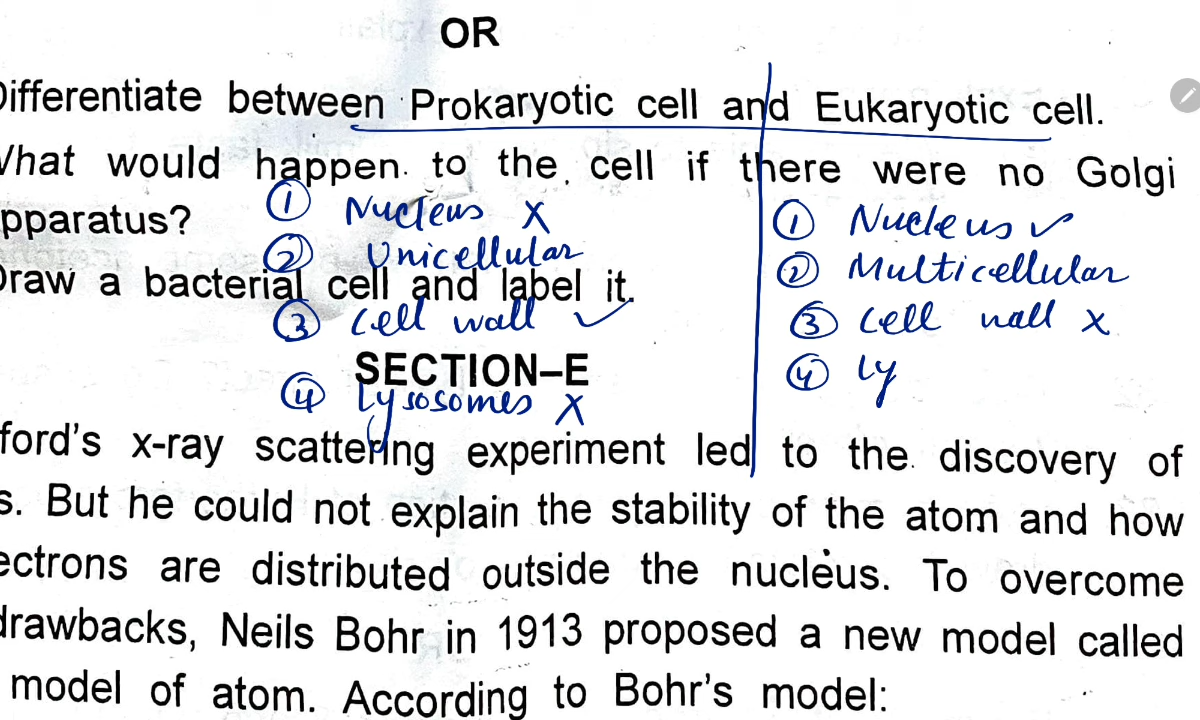 OR
Differentiate between Prokaryotic cell and Eukaryotic cell.
What would happen to the cell if there were no Golgi
pparatus?
① Nucleus X
① Nucleus ✓
② Unicellular
② Multicellular
Draw a bacterial cell and label it.
③ Cell wall ✓
③ Cell wall x
SECTION–E
④ Lysosomes X
④ Ly
ford's x-ray scattering experiment led to the discovery of
s. But he could not explain the stability of the atom and how
ectrons are distributed outside the nucleus. To overcome
drawbacks, Neils Bohr in 1913 proposed a new model called
model of atom. According to Bohr's model: